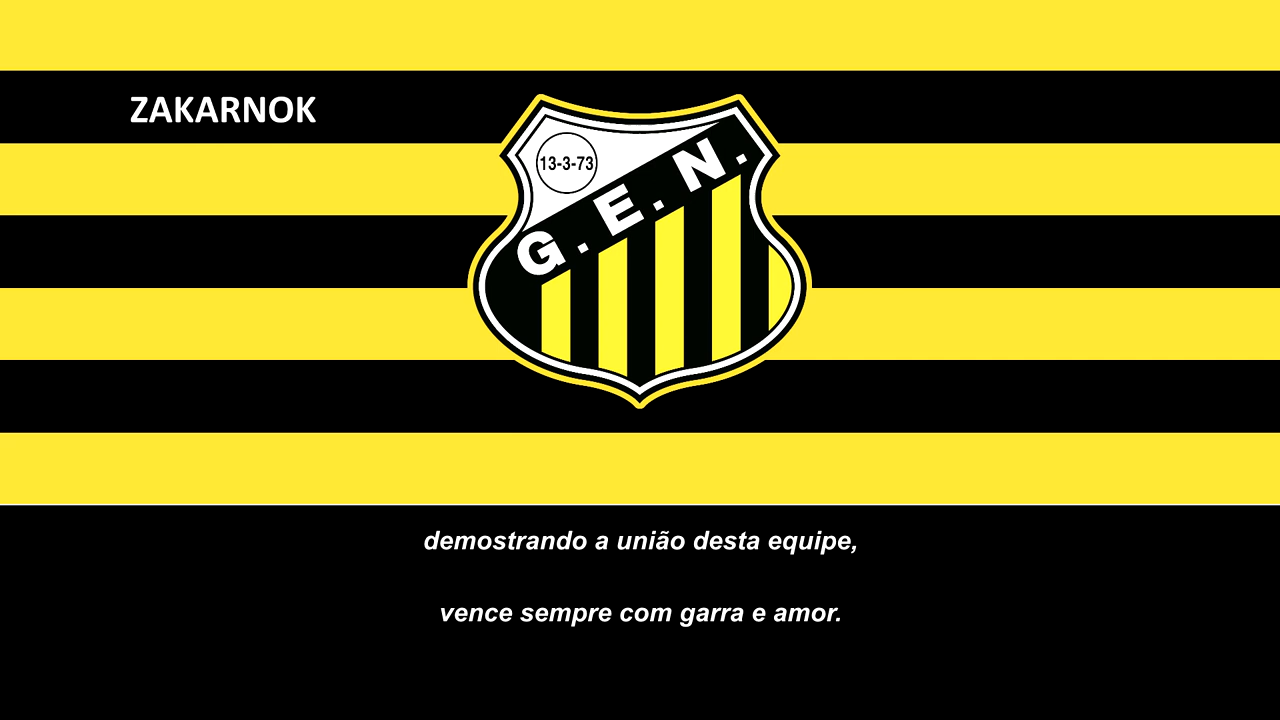 ZAKARNOK
13-3-73
G.E.N.
demostrando a união desta equipe,
vence sempre com garra e amor.